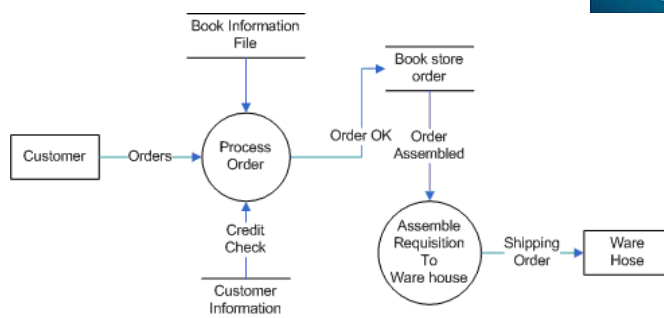 Book Information
File
Book store
order
Customer
Orders
Process
Order
Order OK
Order
Assembled
Credit
Check
Customer
Information
Assemble
Requisition
To
Ware house
Shipping
Order
Ware
Hose